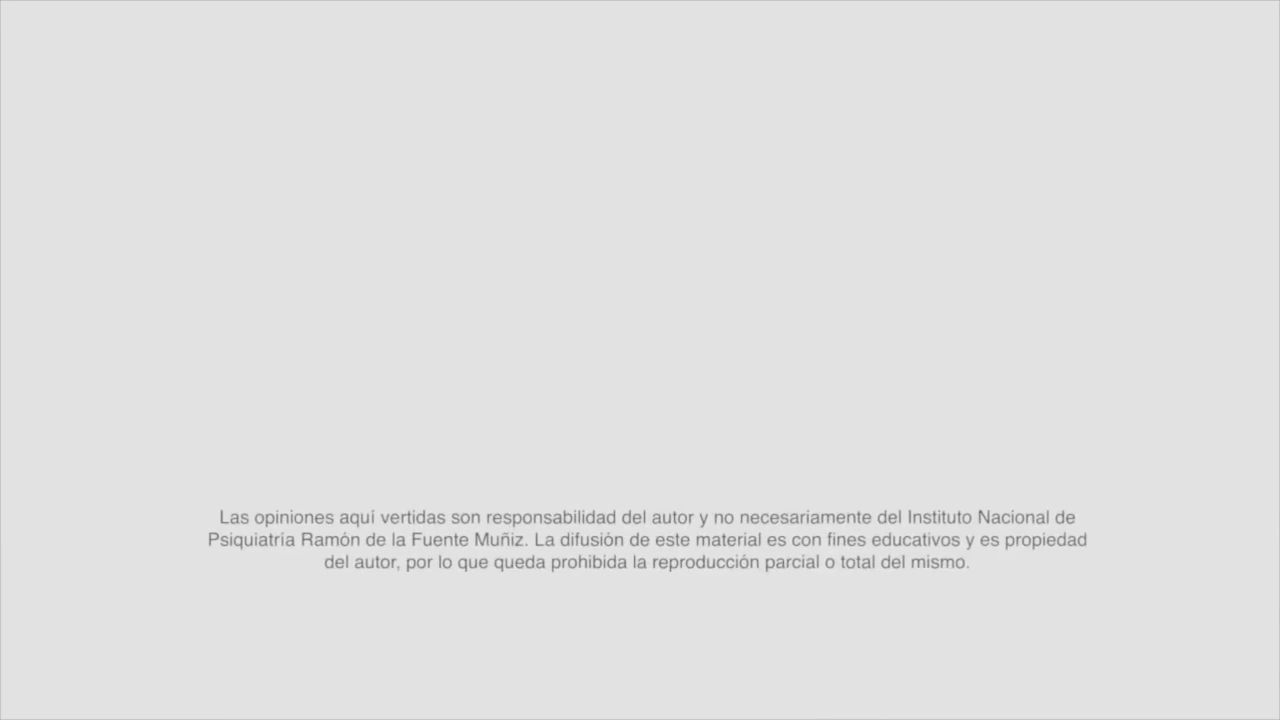 Las opiniones aquí vertidas son responsabilidad del autor y no necesariamente del Instituto Nacional de
Psiquiatría Ramón de la Fuente Muñiz. La difusión de este material es con fines educativos y es propiedad
del autor, por lo que queda prohibida la reproducción parcial o total del mismo.